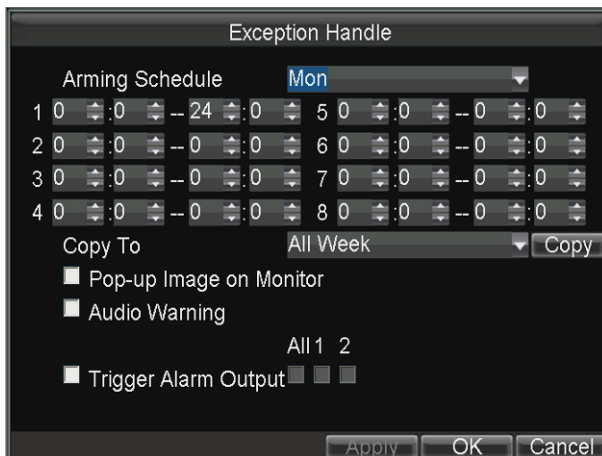 Exception Handle
Arming Schedule Mon
1 0 :0 -- 24 :0 5 0 :0 -- 0 :0
2 0 :0 -- 0 :0 6 0 :0 -- 0 :0
3 0 :0 -- 0 :0 7 0 :0 -- 0 :0
4 0 :0 -- 0 :0 8 0 :0 -- 0 :0
Copy To All Week Copy
Pop-up Image on Monitor
Audio Warning
All 1 2
Trigger Alarm Output
Apply OK Cancel